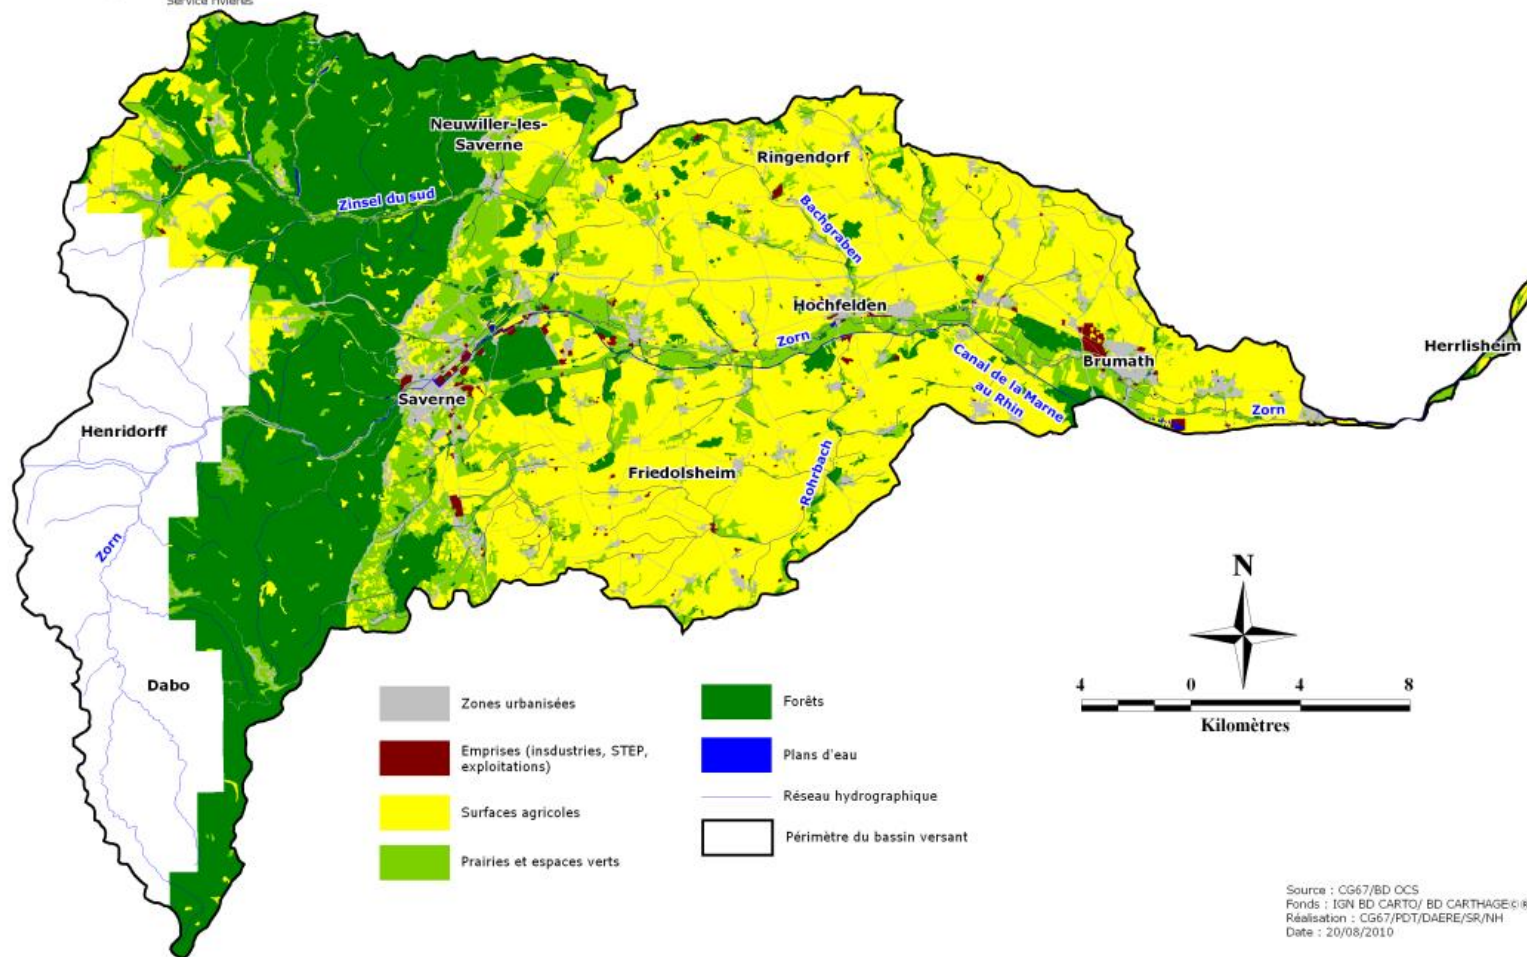 Service rivières
Neuwiller-les-
Saverne
Ringendorf
Zinsel du sud
Bachgraben
Hochfelden
Zorn
Herrlisheim
Canal de la Marne
au Rhin
Brumath
Saverne
Zorn
Henridorff
Friedolsheim
Rohrbach
Zorn
N
Dabo
4 0 4 8
Kilomètres
Zones urbanisées
Emprises (insdustries, STEP,
exploitations)
Surfaces agricoles
Prairies et espaces verts
Forêts
Plans d'eau
Réseau hydrographique
Périmètre du bassin versant
Source : CG67/BD OCS
Fonds : IGN BD CARTO/ BD CARTHAGE©®
Réalisation : CG67/PDT/DAERE/SR/NH
Date : 20/08/2010